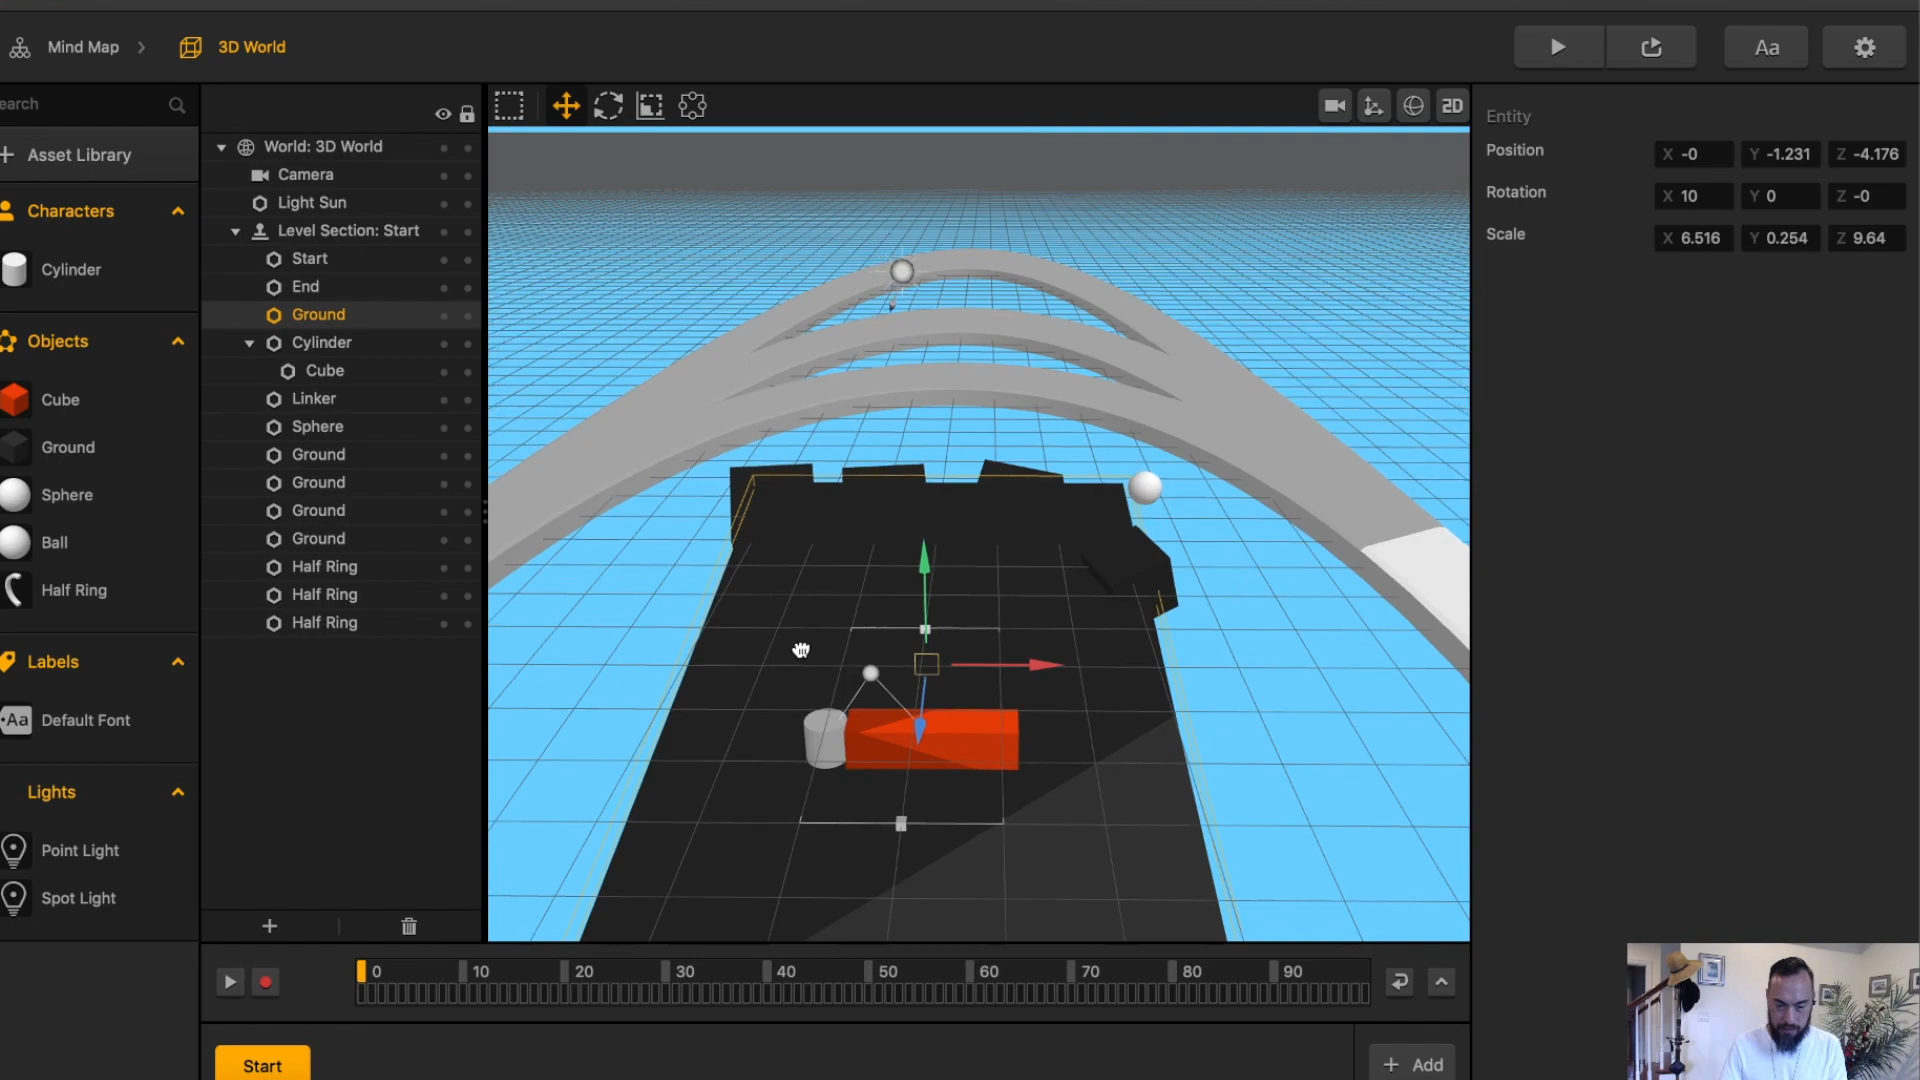 Mind Map
3D World
Aa
earch
Asset Library
Characters
Cylinder
Objects
Cube
Ground
Sphere
Ball
Half Ring
Labels
Aa Default Font
Lights
Point Light
Spot Light
World: 3D World
Camera
Light Sun
Level Section: Start
Start
End
Ground
Cylinder
Cube
Linker
Sphere
Ground
Ground
Ground
Ground
Half Ring
Half Ring
Half Ring
2D
Entity
Position X -0 Y -1.231 Z -4.176
Rotation X 10 Y 0 Z -0
Scale X 6.516 Y 0.254 Z 9.64
0 10 20 30 40 50 60 70 80 90
Start
+ Add